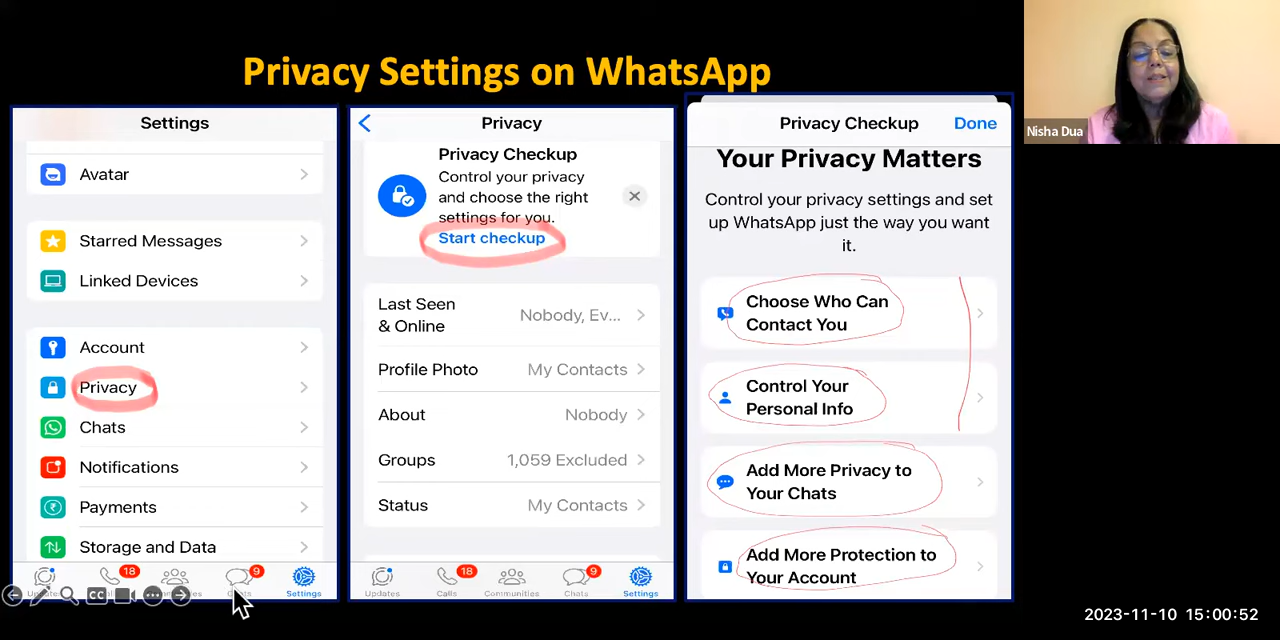 Privacy Settings on WhatsApp
Settings
Avatar
Starred Messages
Linked Devices
Account
Privacy
Chats
Notifications
Payments
Storage and Data
18
9
Calls
Chats
Settings
Privacy
Privacy Checkup
Control your privacy
and choose the right
settings for you.
Start checkup
Last Seen
& Online
Nobody, Ev...
Profile Photo
My Contacts
About
Nobody
Groups
1,059 Excluded
Status
My Contacts
18
9
Updates
Calls
Communities
Chats
Settings
Privacy Checkup
Done
Your Privacy Matters
Control your privacy settings and set
up WhatsApp just the way you want
it.
Choose Who Can
Contact You
Control Your
Personal Info
Add More Privacy to
Your Chats
Add More Protection to
Your Account
Nisha Dua
CC
2023-11-10 15:00:52